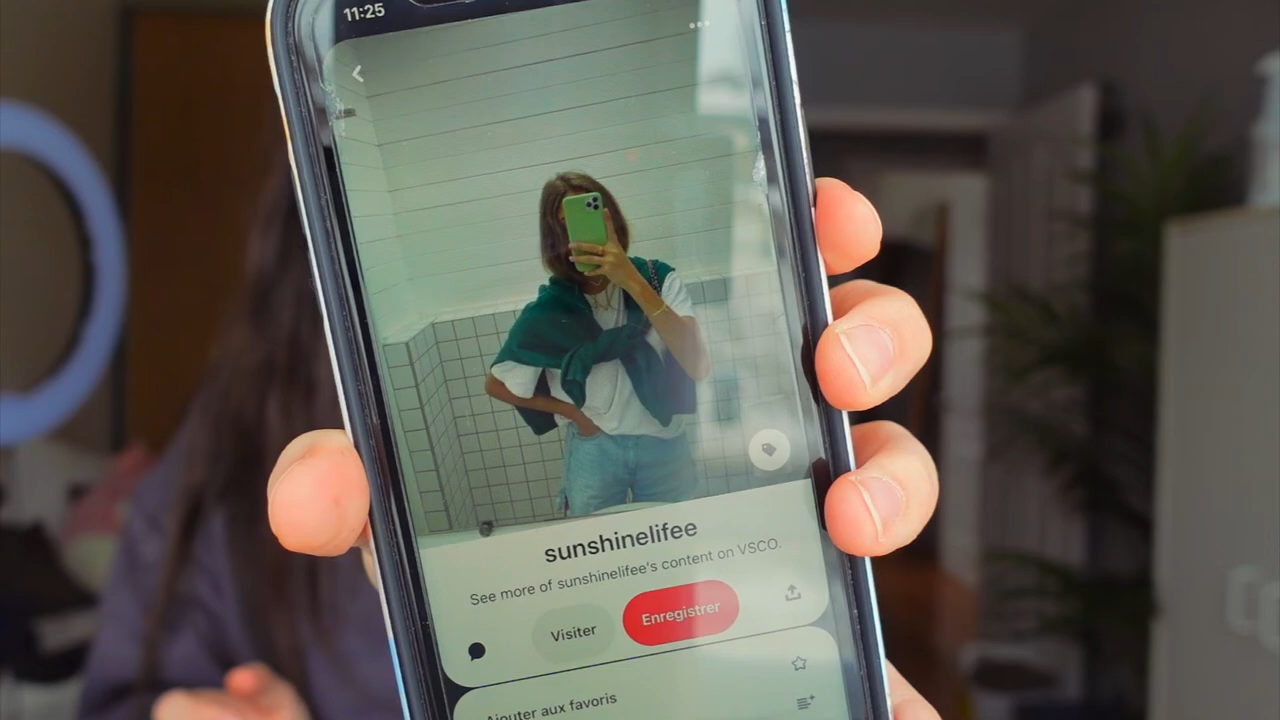 11:25
sunshinelifee
See more of sunshinelifee's content on VSCO.
Visiter
Enregistrer
Ajouter aux favoris